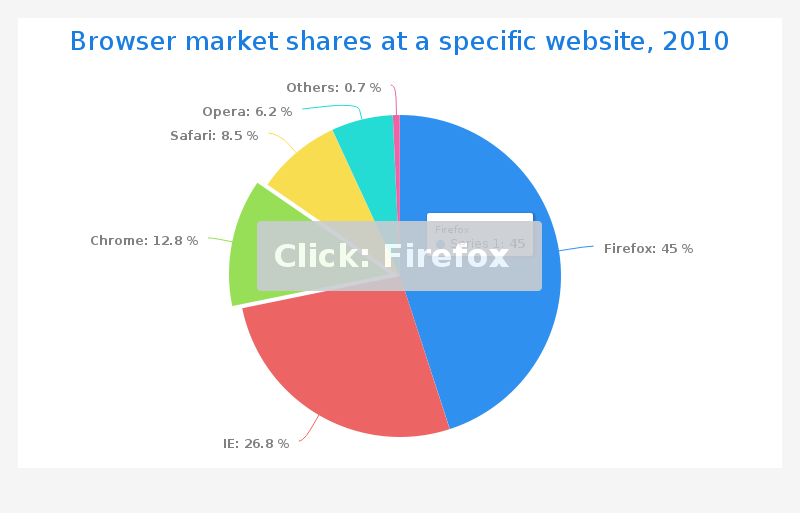 Browser market shares at a specific website, 2010
Others: 0.7 %
Opera: 6.2 %
Safari: 8.5 %
Chrome: 12.8 %
Firefox: 45 %
IE: 26.8 %
Firefox
Series 1: 45
Click: Firefox